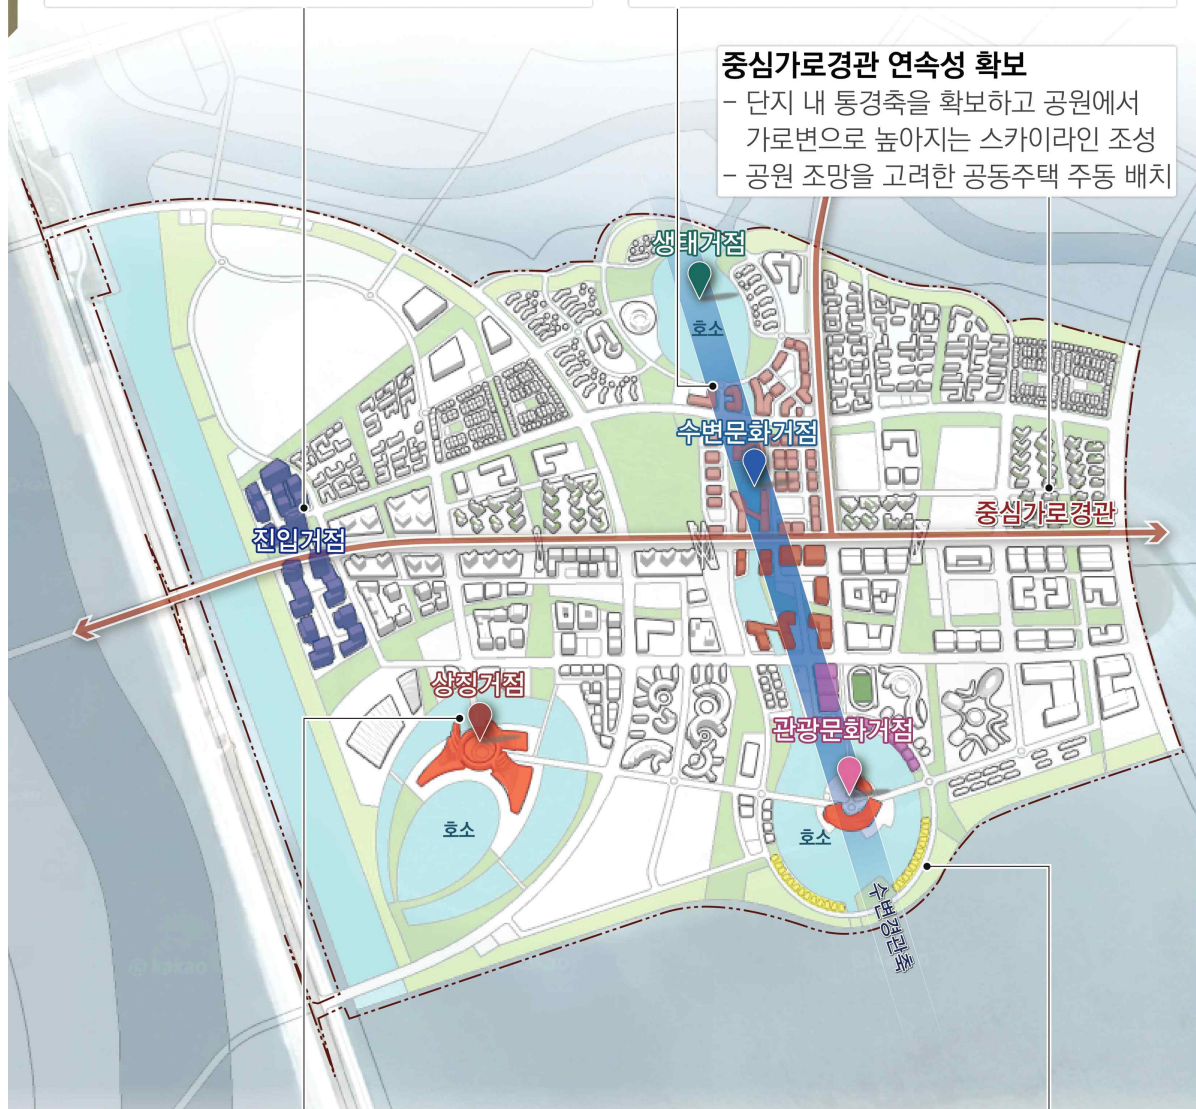 중심가로경관 연속성 확보
- 단지 내 통경축을 확보하고 공원에서
가로변으로 높아지는 스카이라인 조성
- 공원 조망을 고려한 공동주택 주동 배치
생태거점
호소
수변문화거점
중심가로경관
진입거점
상징거점
관광문화거점
호소
호소
수변경관축
kakao